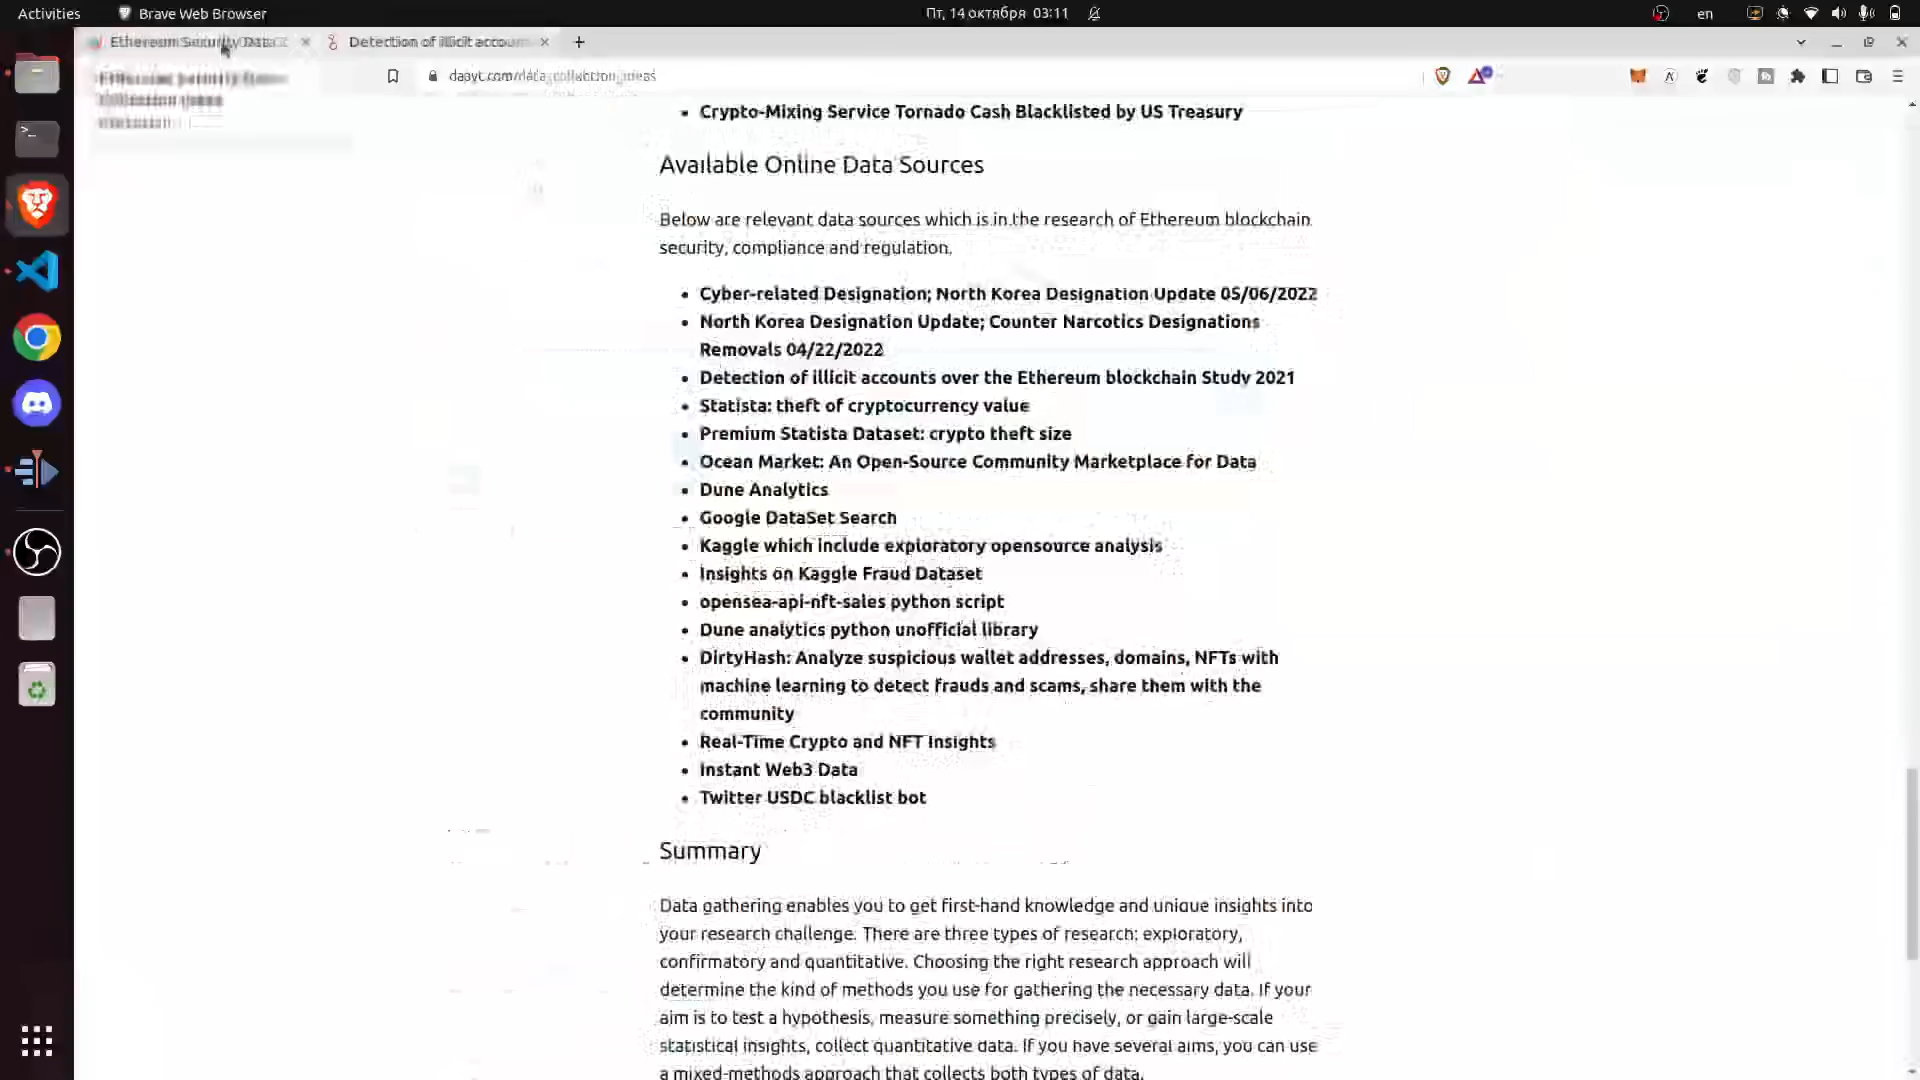 Activities
Brave Web Browser
Пт, 14 октября 03:11
en
Ethereum Security Data C
Detection of illicit accoun
dapyt.com/data_collection_ideas
Crypto-Mixing Service Tornado Cash Blacklisted by US Treasury
Available Online Data Sources
Below are relevant data sources which is in the research of Ethereum blockchain
security, compliance and regulation.
Cyber-related Designation; North Korea Designation Update 05/06/2022
North Korea Designation Update; Counter Narcotics Designations
Removals 04/22/2022
Detection of illicit accounts over the Ethereum blockchain Study 2021
Statista: theft of cryptocurrency value
Premium Statista Dataset: crypto theft size
Ocean Market: An Open-Source Community Marketplace for Data
Dune Analytics
Google DataSet Search
Kaggle which include exploratory opensource analysis
Insights on Kaggle Fraud Dataset
opensea-api-nft-sales python script
Dune analytics python unofficial library
DirtyHash: Analyze suspicious wallet addresses, domains, NFTs with
machine learning to detect frauds and scams, share them with the
community
Real-Time Crypto and NFT Insights
Instant Web3 Data
Twitter USDC blacklist bot
Summary
Data gathering enables you to get first-hand knowledge and unique insights into
your research challenge. There are three types of research: exploratory,
confirmatory and quantitative. Choosing the right research approach will
determine the kind of methods you use for gathering the necessary data. If your
aim is to test a hypothesis, measure something precisely, or gain large-scale
statistical insights, collect quantitative data. If you have several aims, you can use
a mixed-methods approach that collects both types of data.